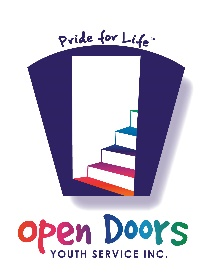 Pride for Life
open Doors
YOUTH SERVICE INC.